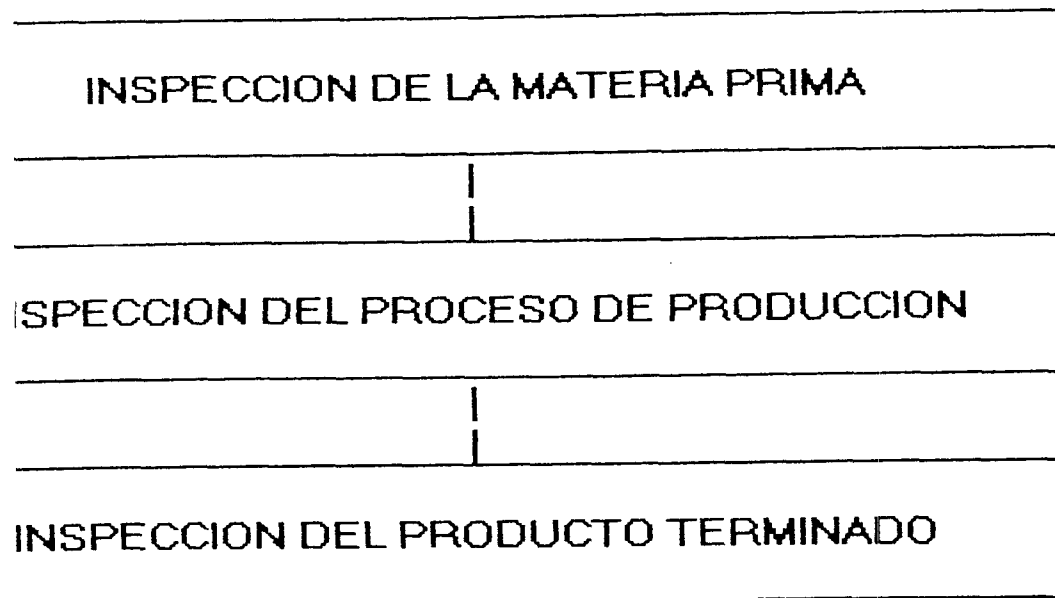 INSPECCION DE LA MATERIA PRIMA
ISPECCION DEL PROCESO DE PRODUCCION
INSPECCION DEL PRODUCTO TERMINADO